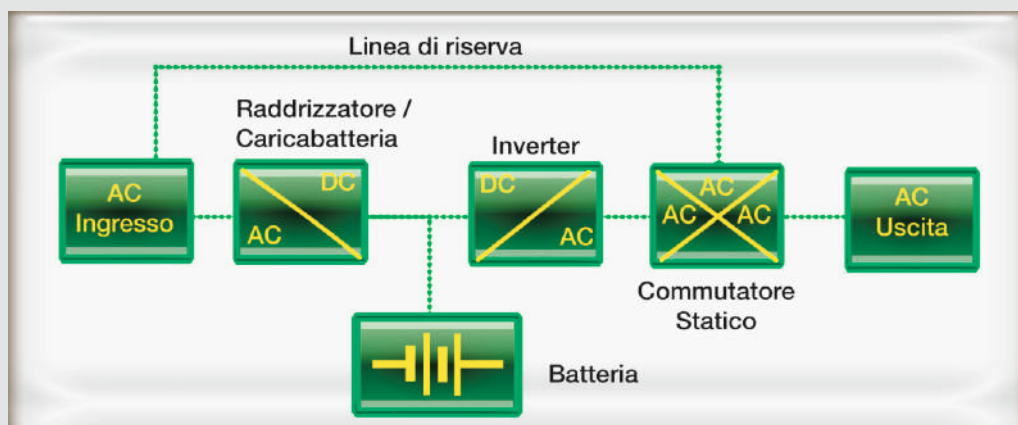 Linea di riserva
Raddrizzatore /
Caricabatteria
Inverter
AC
Ingresso
DC
AC
DC
AC
AC
AC
AC
AC
Uscita
Commutatore
Statico
Batteria